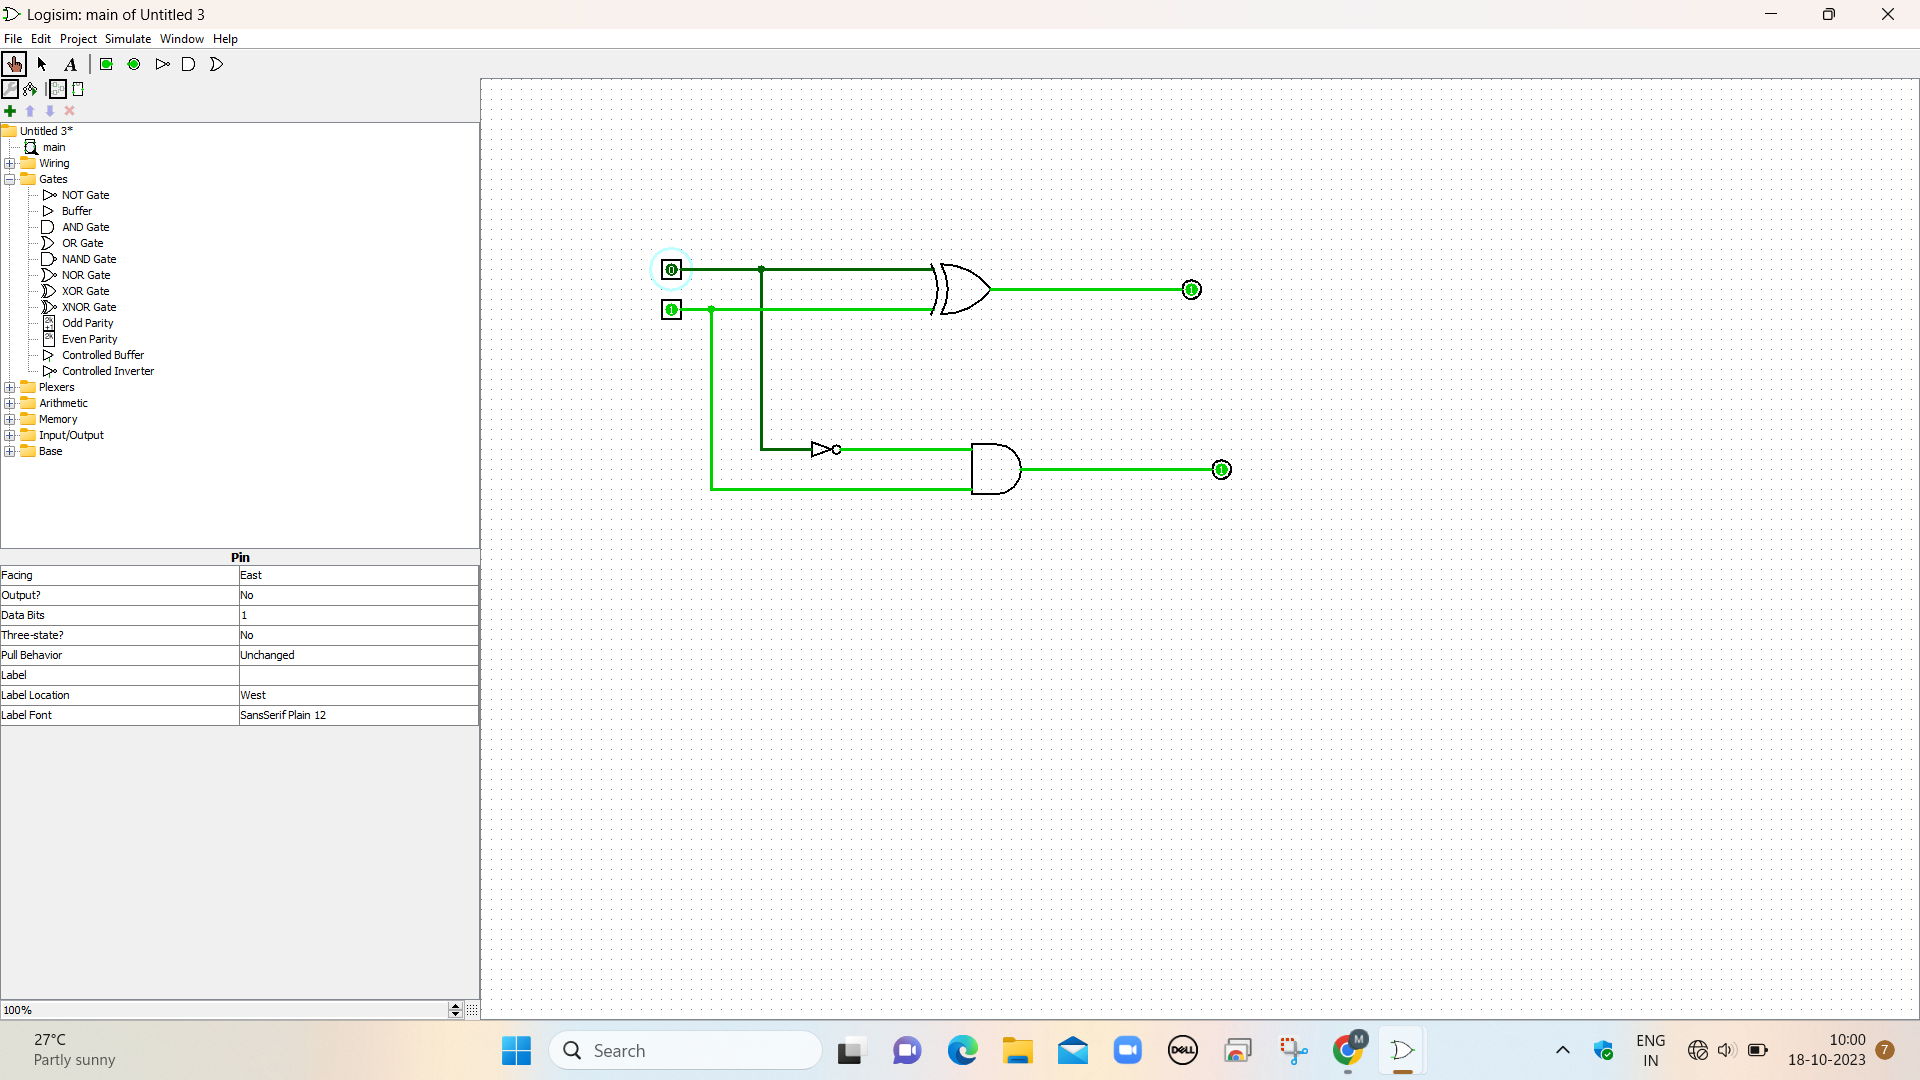 Logisim: main of Untitled 3
File Edit Project Simulate Window Help
A
Untitled 3*
main
Wiring
Gates
NOT Gate
Buffer
AND Gate
OR Gate
NAND Gate
NOR Gate
XOR Gate
XNOR Gate
Odd Parity
Even Parity
Controlled Buffer
Controlled Inverter
Plexers
Arithmetic
Memory
Input/Output
Base
Pin
Facing East
Output? No
Data Bits 1
Three-state? No
Pull Behavior Unchanged
Label
Label Location West
Label Font SansSerif Plain 12
100%
0
1
1
1
27°C
Partly sunny
Search
DELL
M
ENG
IN
10:00
18-10-2023
7